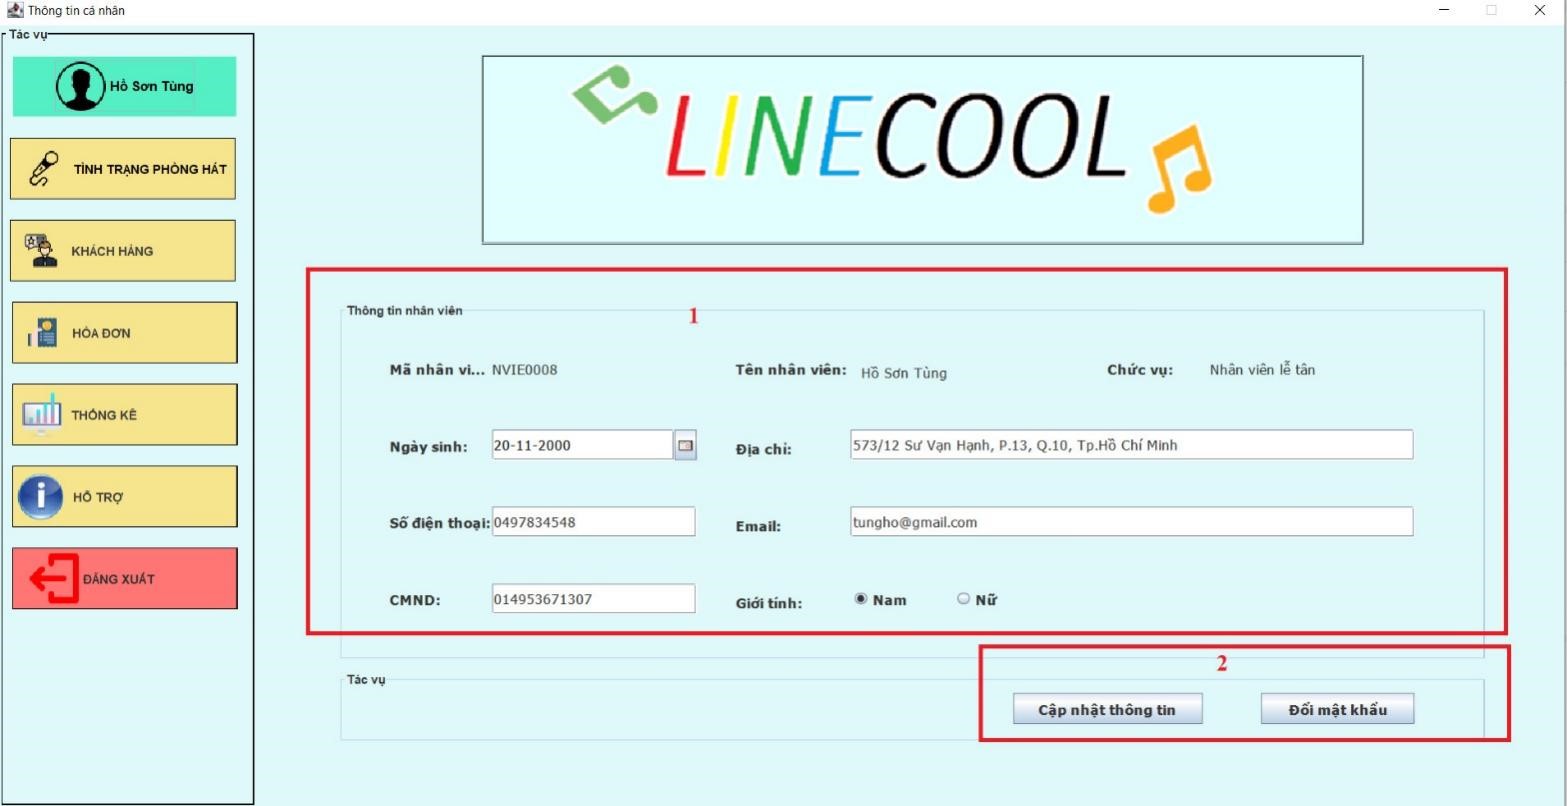 Thông tin cá nhân
Tác vụ
Hồ Sơn Tùng
TÌNH TRẠNG PHÒNG HÁT
KHÁCH HÀNG
HÓA ĐƠN
THỐNG KÊ
HỖ TRỢ
ĐĂNG XUẤT
LINECOOL
1
Thông tin nhân viên
Mã nhân vi... NVIE0008 Tên nhân viên: Hồ Sơn Tùng Chức vụ: Nhân viên lễ tân
Ngày sinh: 20-11-2000 Địa chỉ: 573/12 Sư Vạn Hạnh, P.13, Q.10, Tp.Hồ Chí Minh
Số điện thoại: 0497834548 Email: tungho@gmail.com
CMND: 014953671307 Giới tính: Nam Nữ
2
Tác vụ
Cập nhật thông tin Đổi mật khẩu